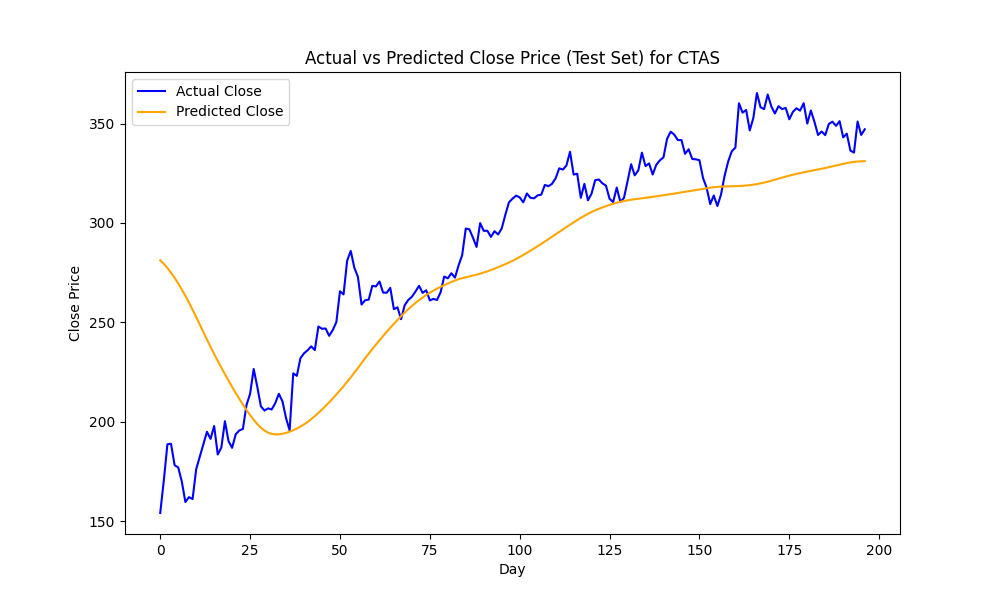 Actual vs Predicted Close Price (Test Set) for CTAS
Actual Close
Predicted Close
Close Price
350
300
250
200
150
0 25 50 75 100 125 150 175 200
Day